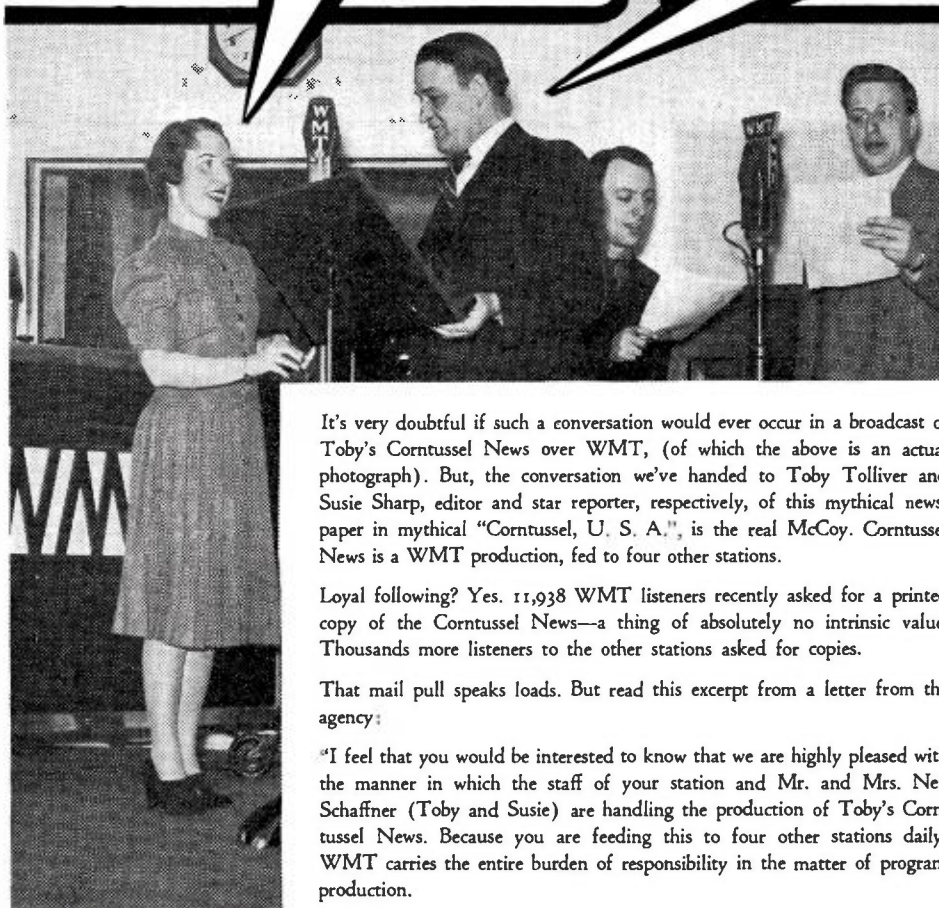 WMT
WMT
It's very doubtful if such a conversation would ever occur in a broadcast
Toby's Corntussel News over WMT, (of which the above is an actua
photograph). But, the conversation we've handed to Toby Tolliver an
Susie Sharp, editor and star reporter, respectively, of this mythical news
paper in mythical "Corntussel, U. S. A.", is the real McCoy. Corntusse
News is a WMT production, fed to four other stations.
Loyal following? Yes. 11,938 WMT listeners recently asked for a printe
copy of the Corntussel News—a thing of absolutely no intrinsic value
Thousands more listeners to the other stations asked for copies.
That mail pull speaks loads. But read this excerpt from a letter from th
agency:
"I feel that you would be interested to know that we are highly pleased wit
the manner in which the staff of your station and Mr. and Mrs. Ne
Schaffner (Toby and Susie) are handling the production of Toby's Corn
tussel News. Because you are feeding this to four other stations daily
WMT carries the entire burden of responsibility in the matter of program
production.